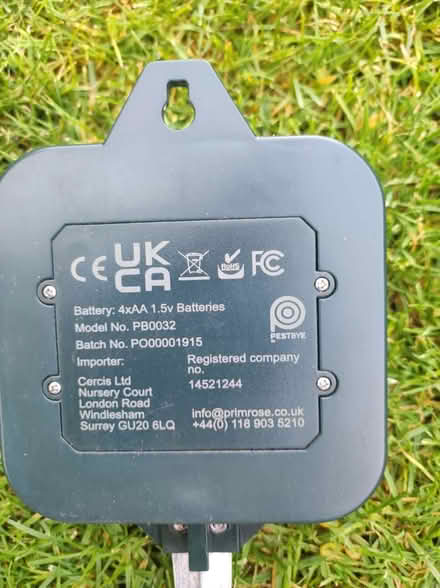 CE UK CA RoHS FC
Battery: 4xAA 1.5v Batteries
Model No. PB0032
Batch No. PO00001915
PESTBYE
Importer:
Cercis Ltd
Nursery Court
London Road
Windlesham
Surrey GU20 6LQ
Registered company
no.
14521244
info@primrose.co.uk
+44(0) 118 903 5210